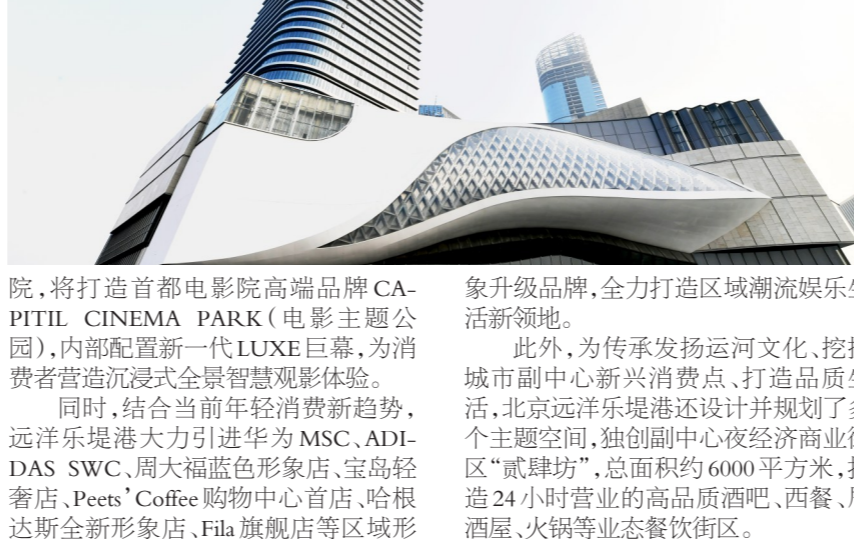 院,将打造首都电影院高端品牌CA-
PITIL CINEMA PARK(电影主题公
园),内部配置新一代LUXE巨幕,为消
费者营造沉浸式全景智慧观影体验。
同时,结合当前年轻消费新趋势,
远洋乐堤港大力引进华为MSC、ADI-
DAS SWC、周大福蓝色形象店、宝岛轻
奢店、Peets’Coffee购物中心首店、哈根
达斯全新形象店、Fila旗舰店等区域形
象升级品牌,全力打造区域潮流娱乐
活新领地。
此外,为传承发扬运河文化、挖
城市副中心新兴消费点、打造品质
活,北京远洋乐堤港还设计并规划了
个主题空间,独创副中心夜经济商业
区“贰肆坊”,总面积约6000平方米,
造24小时营业的高品质酒吧、西餐、
酒屋、火锅等业态餐饮街区。